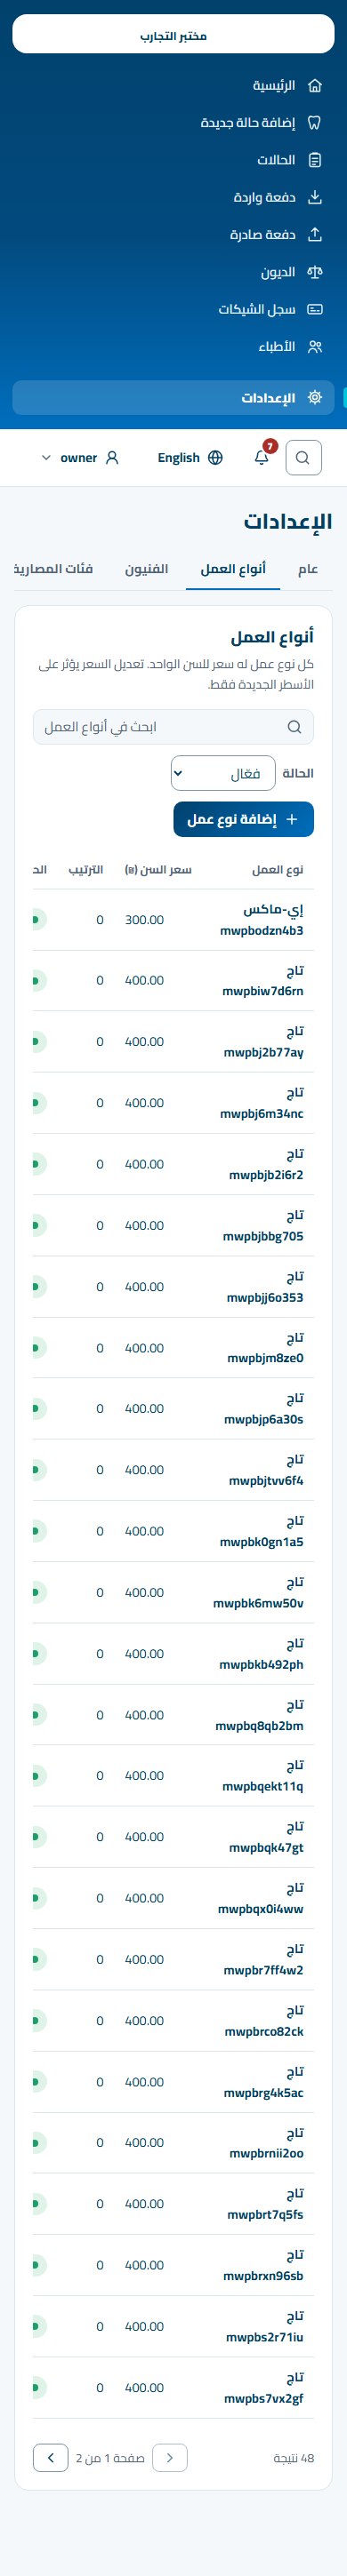 مختبر التجارب
الرئيسية
إضافة حالة جديدة
الحالات
دفعة واردة
دفعة صادرة
الديون
سجل الشيكات
الأطباء
الإعدادات
7
English
owner
الإعدادات
عام
أنواع العمل
الفنيون
فئات المصاريف
أنواع العمل
كل نوع عمل له سعر للسن الواحد. تعديل السعر يؤثر على
الأسطر الجديدة فقط.
ابحث في أنواع العمل
الحالة
فعّال
إضافة نوع عمل
نوع العمل سعر السن (₪) الترتيب
إي-ماكس
mwpbodzn4b3 300.00 0
تاج
mwpbiw7d6rn 400.00 0
تاج
mwpbj2b77ay 400.00 0
تاج
mwpbj6m34nc 400.00 0
تاج
mwpbjb2i6r2 400.00 0
تاج
mwpbjbbg705 400.00 0
تاج
mwpbjj6o353 400.00 0
تاج
mwpbjm8ze0 400.00 0
تاج
mwpbjp6a30s 400.00 0
تاج
mwpbjtvv6f4 400.00 0
تاج
mwpbk0gn1a5 400.00 0
تاج
mwpbk6mw50v 400.00 0
تاج
mwpbkb492ph 400.00 0
تاج
mwpbq8qb2bm 400.00 0
تاج
mwpbqekt11q 400.00 0
تاج
mwpbqk47gt 400.00 0
تاج
mwpbqx0i4ww 400.00 0
تاج
mwpbr7ff4w2 400.00 0
تاج
mwpbrco82ck 400.00 0
تاج
mwpbrg4k5ac 400.00 0
تاج
mwpbrnii2oo 400.00 0
تاج
mwpbrt7q5fs 400.00 0
تاج
mwpbrxn96sb 400.00 0
تاج
mwpbs2r71iu 400.00 0
تاج
mwpbs7vx2gf 400.00 0
48 نتيجة
صفحة 1 من 2